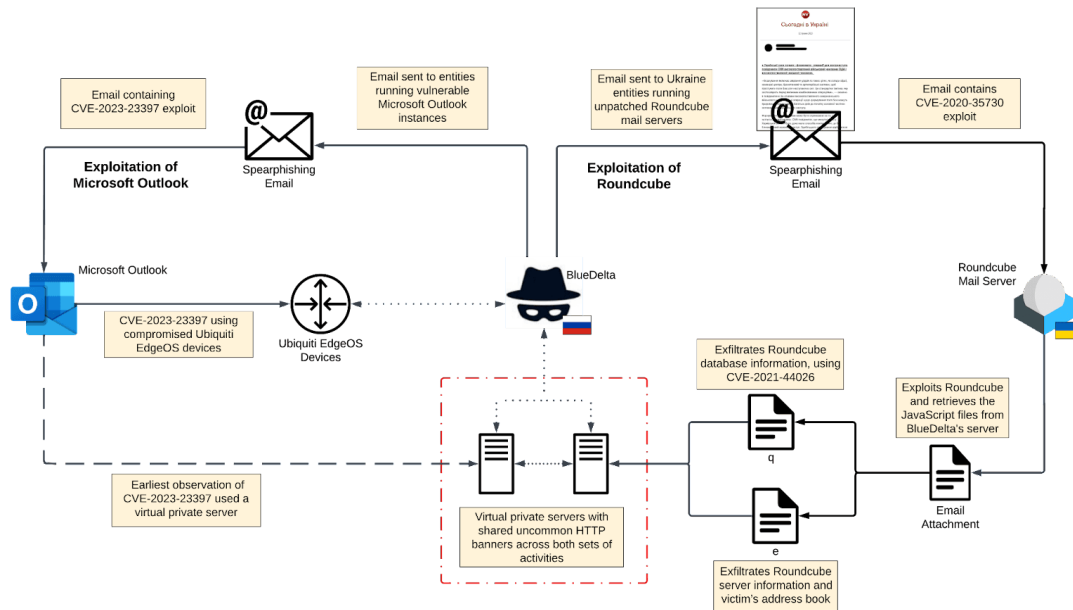 Сьогодні в Україні
Email containing
CVE-2023-23397 exploit
Email sent to entities
running vulnerable
Microsoft Outlook
instances
Email sent to Ukraine
entities running
unpatched Roundcube
mail servers
Email contains
CVE-2020-35730
exploit
@
@
Exploitation of
Microsoft Outlook
Spearphishing
Email
Exploitation of
Roundcube
Spearphishing
Email
Microsoft Outlook
O
BlueDelta
Roundcube
Mail Server
CVE-2023-23397 using
compromised Ubiquiti
EdgeOS devices
Ubiquiti EdgeOS
Devices
Exfiltrates Roundcube
database information, using
CVE-2021-44026
Exploits Roundcube
and retrieves the
JavaScript files from
BlueDelta's server
q
Earliest observation of
CVE-2023-23397 used a
virtual private server
Virtual private servers with
shared uncommon HTTP
banners across both sets of
activities
Email
Attachment
e
Exfiltrates Roundcube
server information and
victim's address book